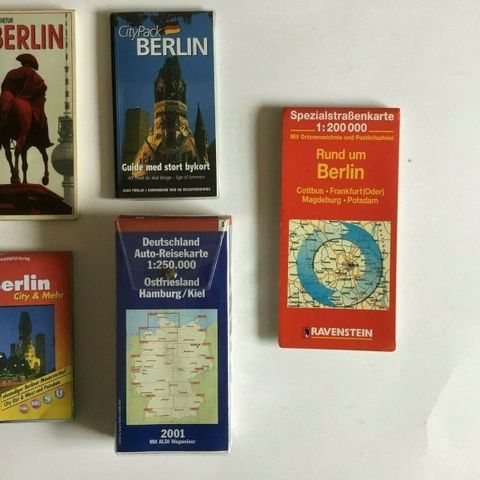 BERLIN
CityPack
BERLIN
Guide med stort bykort
Spezialstraßenkarte
1:200 000
Mit Ortsverzeichnis und Postleitzahlen
Rund um
Berlin
Cottbus · Frankfurt(Oder)
Magdeburg · Potsdam
RAVENSTEIN
Verlag
erlin
City & Mehr
Deutschland
Auto-Reisekarte
1:250.000
Ostfriesland
Hamburg/Kiel
2001
Mit ALDI Wegweiser